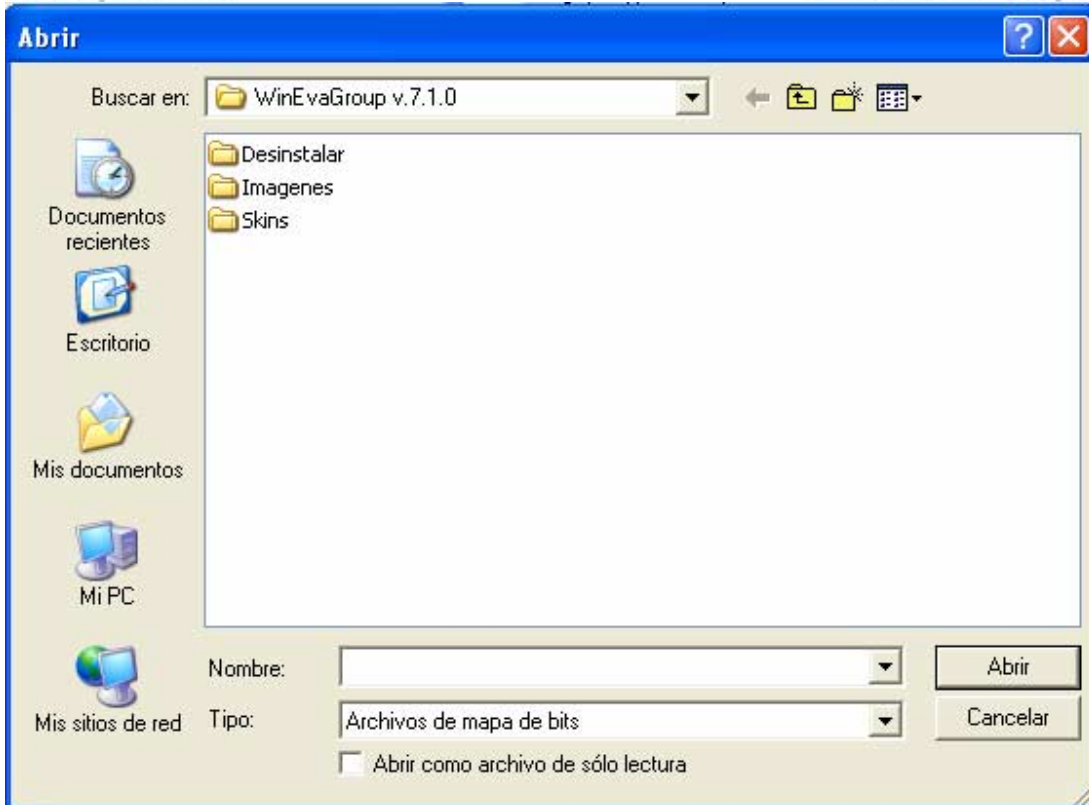 Abrir
Buscar en:
WinEvaGroup v.7.1.0
Desinstalar
Imagenes
Skins
Documentos
recientes
Escritorio
Mis documentos
Mi PC
Mis sitios de red
Nombre:
Abrir
Tipo:
Archivos de mapa de bits
Cancelar
Abrir como archivo de sólo lectura